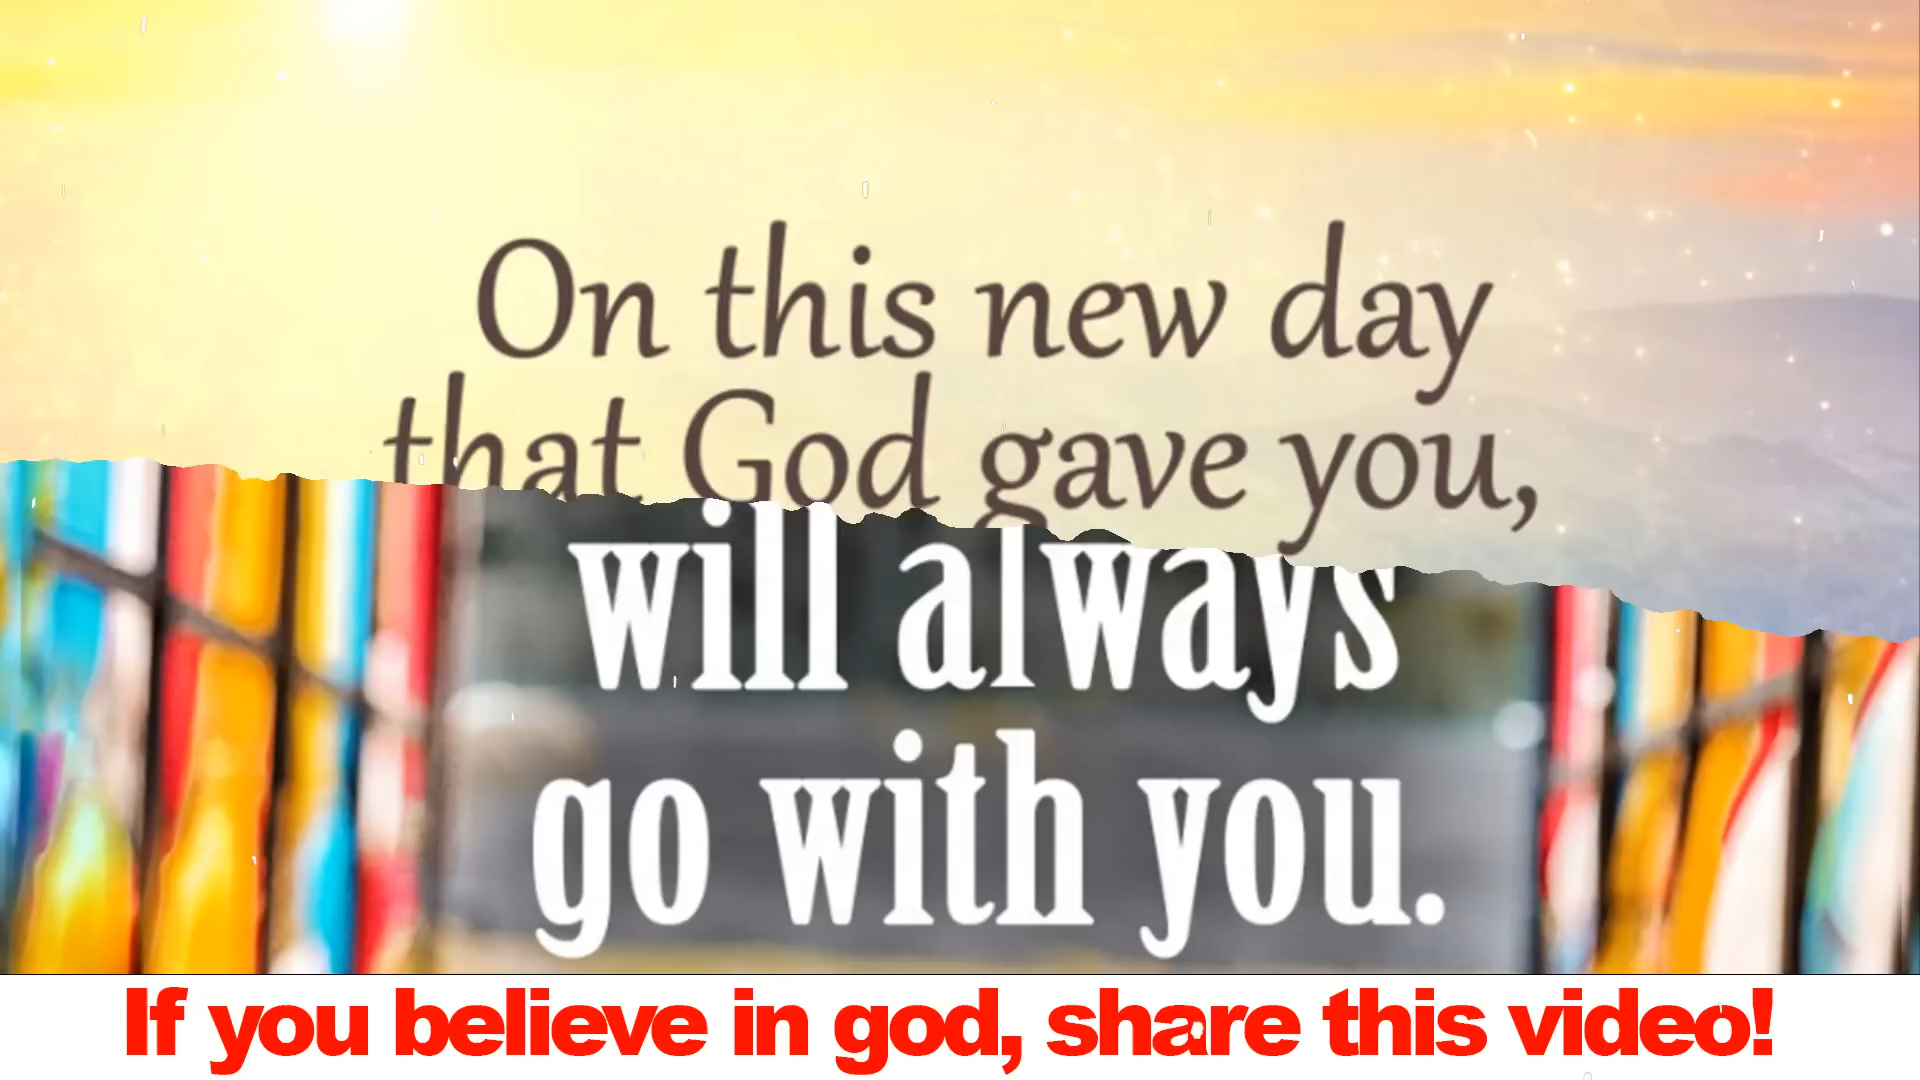 On this new day
that God gave you,
will always
go with you.
If you believe in god, share this video!